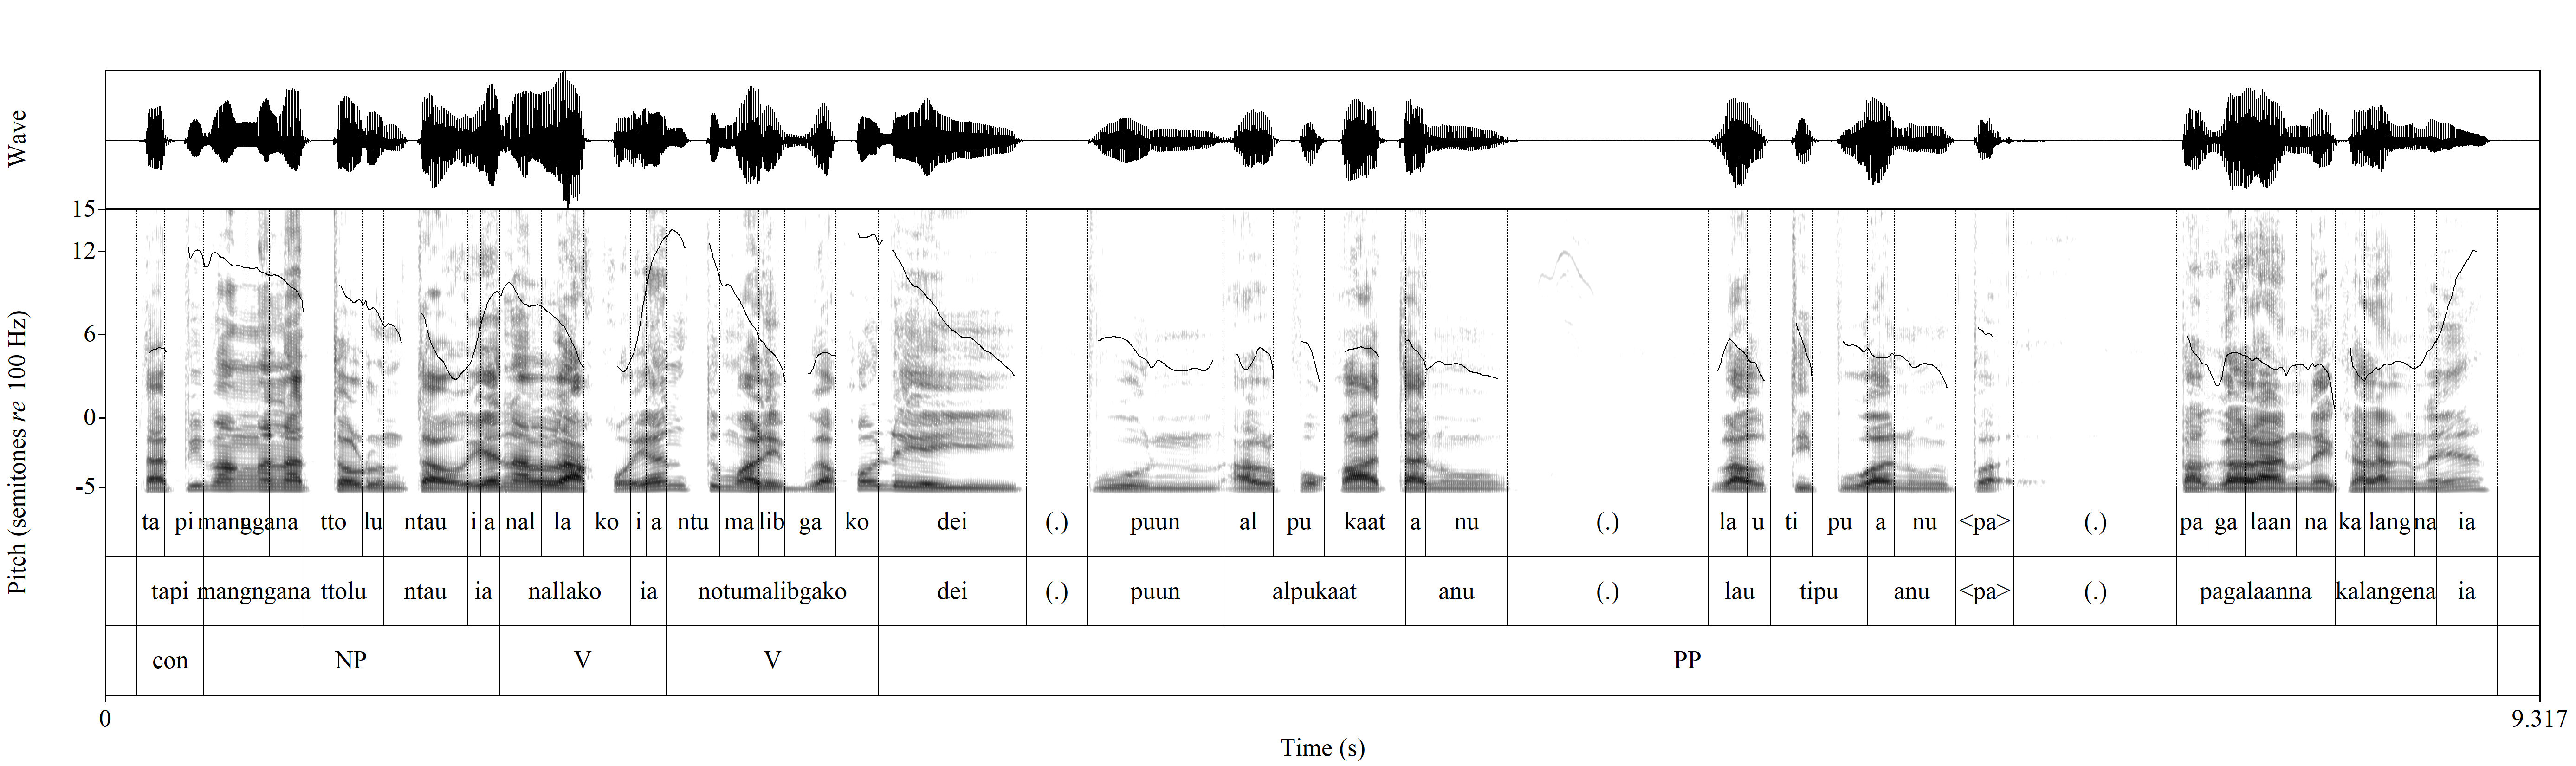 Wave
15
12
6
0
-5
Pitch (semitones re 100 Hz)
ta pi mangngana tto lu ntau i a nal la ko i a ntu ma lib ga ko dei (.) puun al pu kaat a nu (.) la u ti pu a nu <pa> (.) pa ga laan na ka lang na ia
tapi mangngana ttolu ntau ia nallako ia notumalibgako dei (.) puun alpukaat anu (.) lau tipu anu <pa> (.) pagalaanna kalangena ia
con NP V V PP
0 9.317
Time (s)